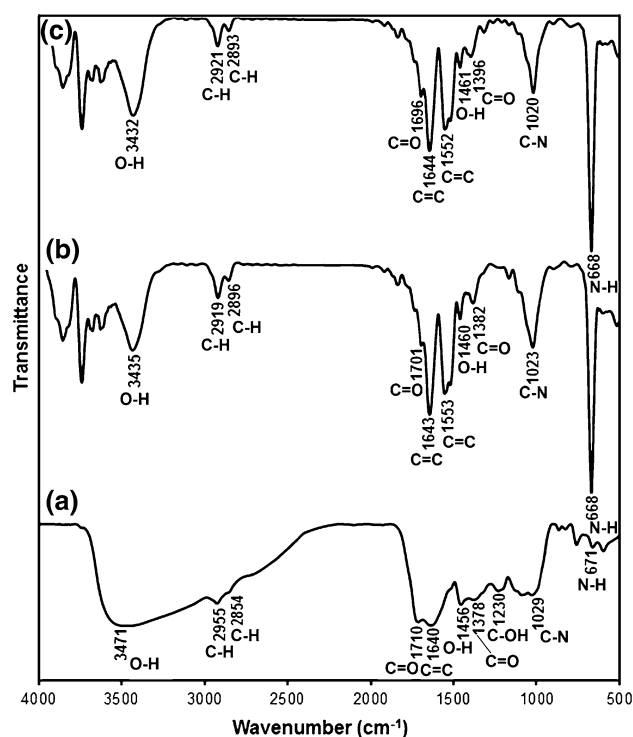 (c)
3432
O-H
2921
C-H
2893
C-H
1696
C=O
1644
C=C
1552
C=C
1461
O-H
1396
C=O
1020
C-N
668
N-H
(b)
3435
O-H
2919
C-H
2896
C-H
1701
C=O
1643
C=C
1553
C=C
1460
O-H
1382
C=O
1023
C-N
668
N-H
(a)
3471
O-H
2955
C-H
2854
C-H
1710
C=O
1640
C=C
1456
O-H
1378
C=O
1230
C-OH
1029
C-N
671
N-H
Transmittance
4000 3500 3000 2500 2000 1500 1000 500
Wavenumber (cm-1)